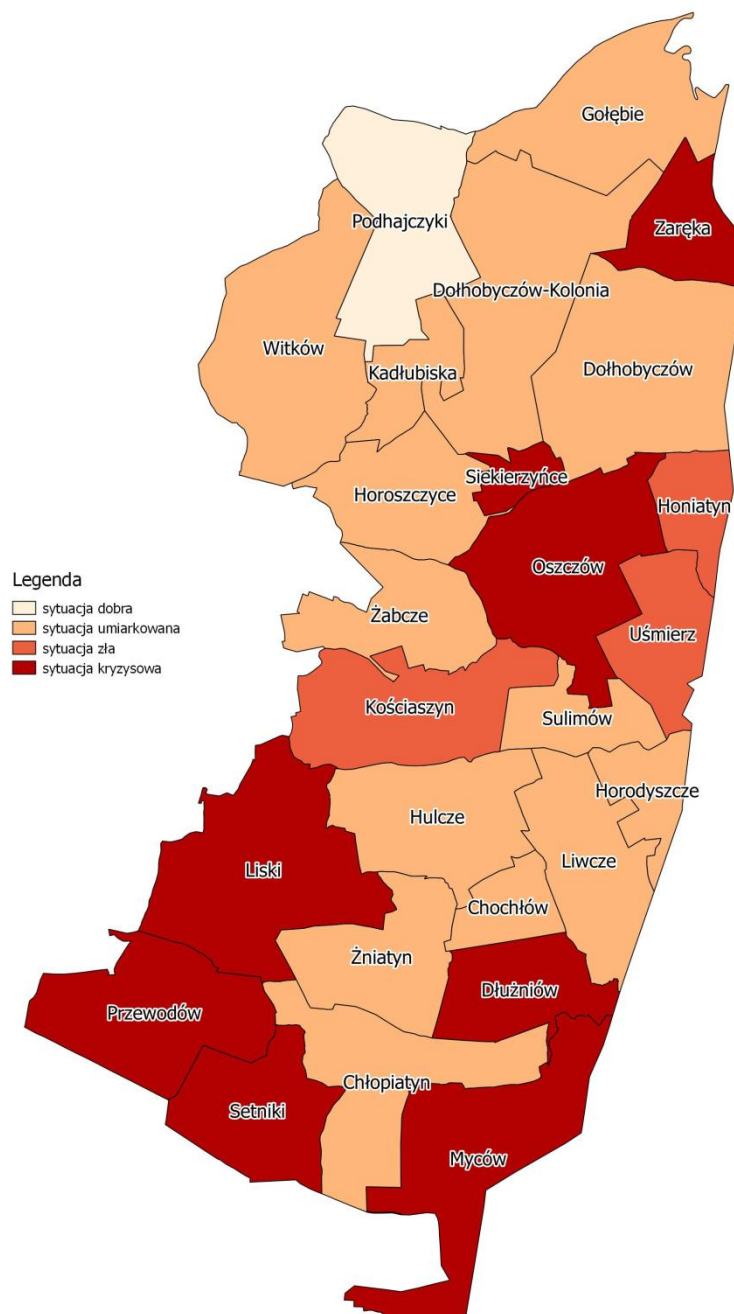 Gołębie
Podhajczyki
Zaręka
Dołhobyczów-Kolonia
Witków
Kadłubiska
Dołhobyczów
Siekierzyńce
Horoszczyce
Honiatyn
Oszczów
Legenda
sytuacja dobra
sytuacja umiarkowana
sytuacja zła
sytuacja kryzysowa
Żabcze
Uśmierz
Kościaszyn
Sulimów
Horodyszcze
Hulcze
Liski
Liwcze
Chochłów
Żniatyn
Dłużniów
Przewodów
Chłopiatyn
Setniki
Myców